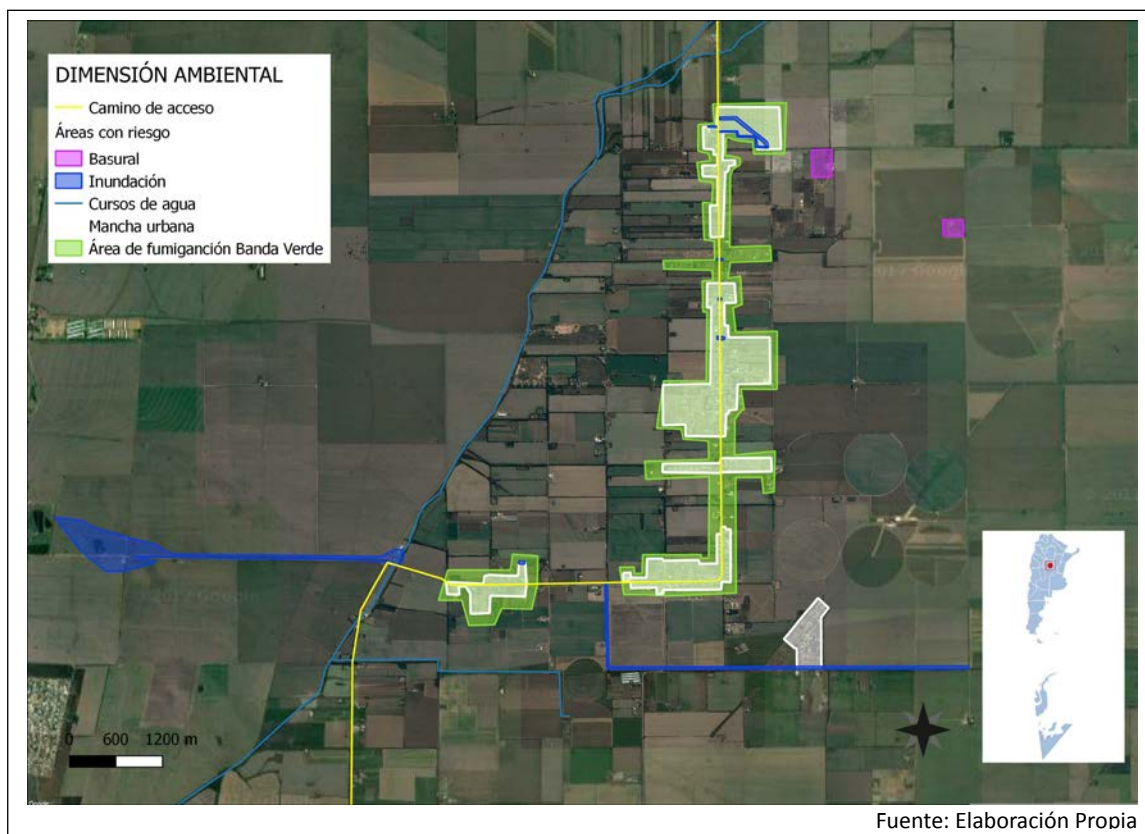 DIMENSIÓN AMBIENTAL
Camino de acceso
Áreas con riesgo
Basural
Inundación
Cursos de agua
Mancha urbana
Área de fumiganción Banda Verde
0 600 1200 m
Google
Fuente: Elaboración Propia